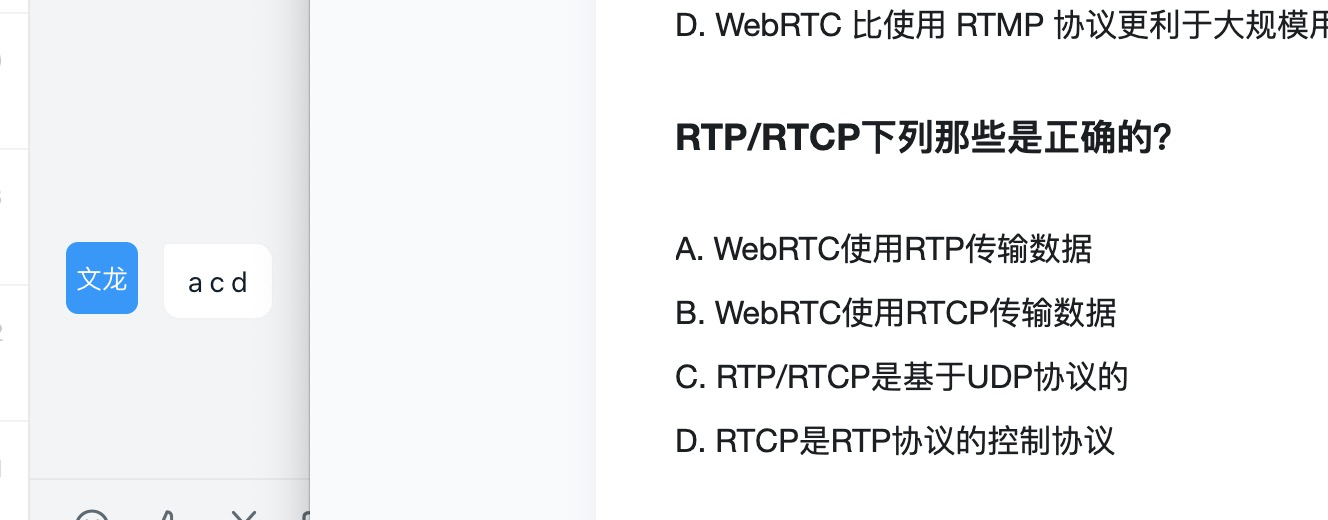 D. WebRTC 比使用 RTMP 协议更利于大规模用
RTP/RTCP下列那些是正确的?
文龙
a c d
A. WebRTC使用RTP传输数据
B. WebRTC使用RTCP传输数据
C. RTP/RTCP是基于UDP协议的
D. RTCP是RTP协议的控制协议